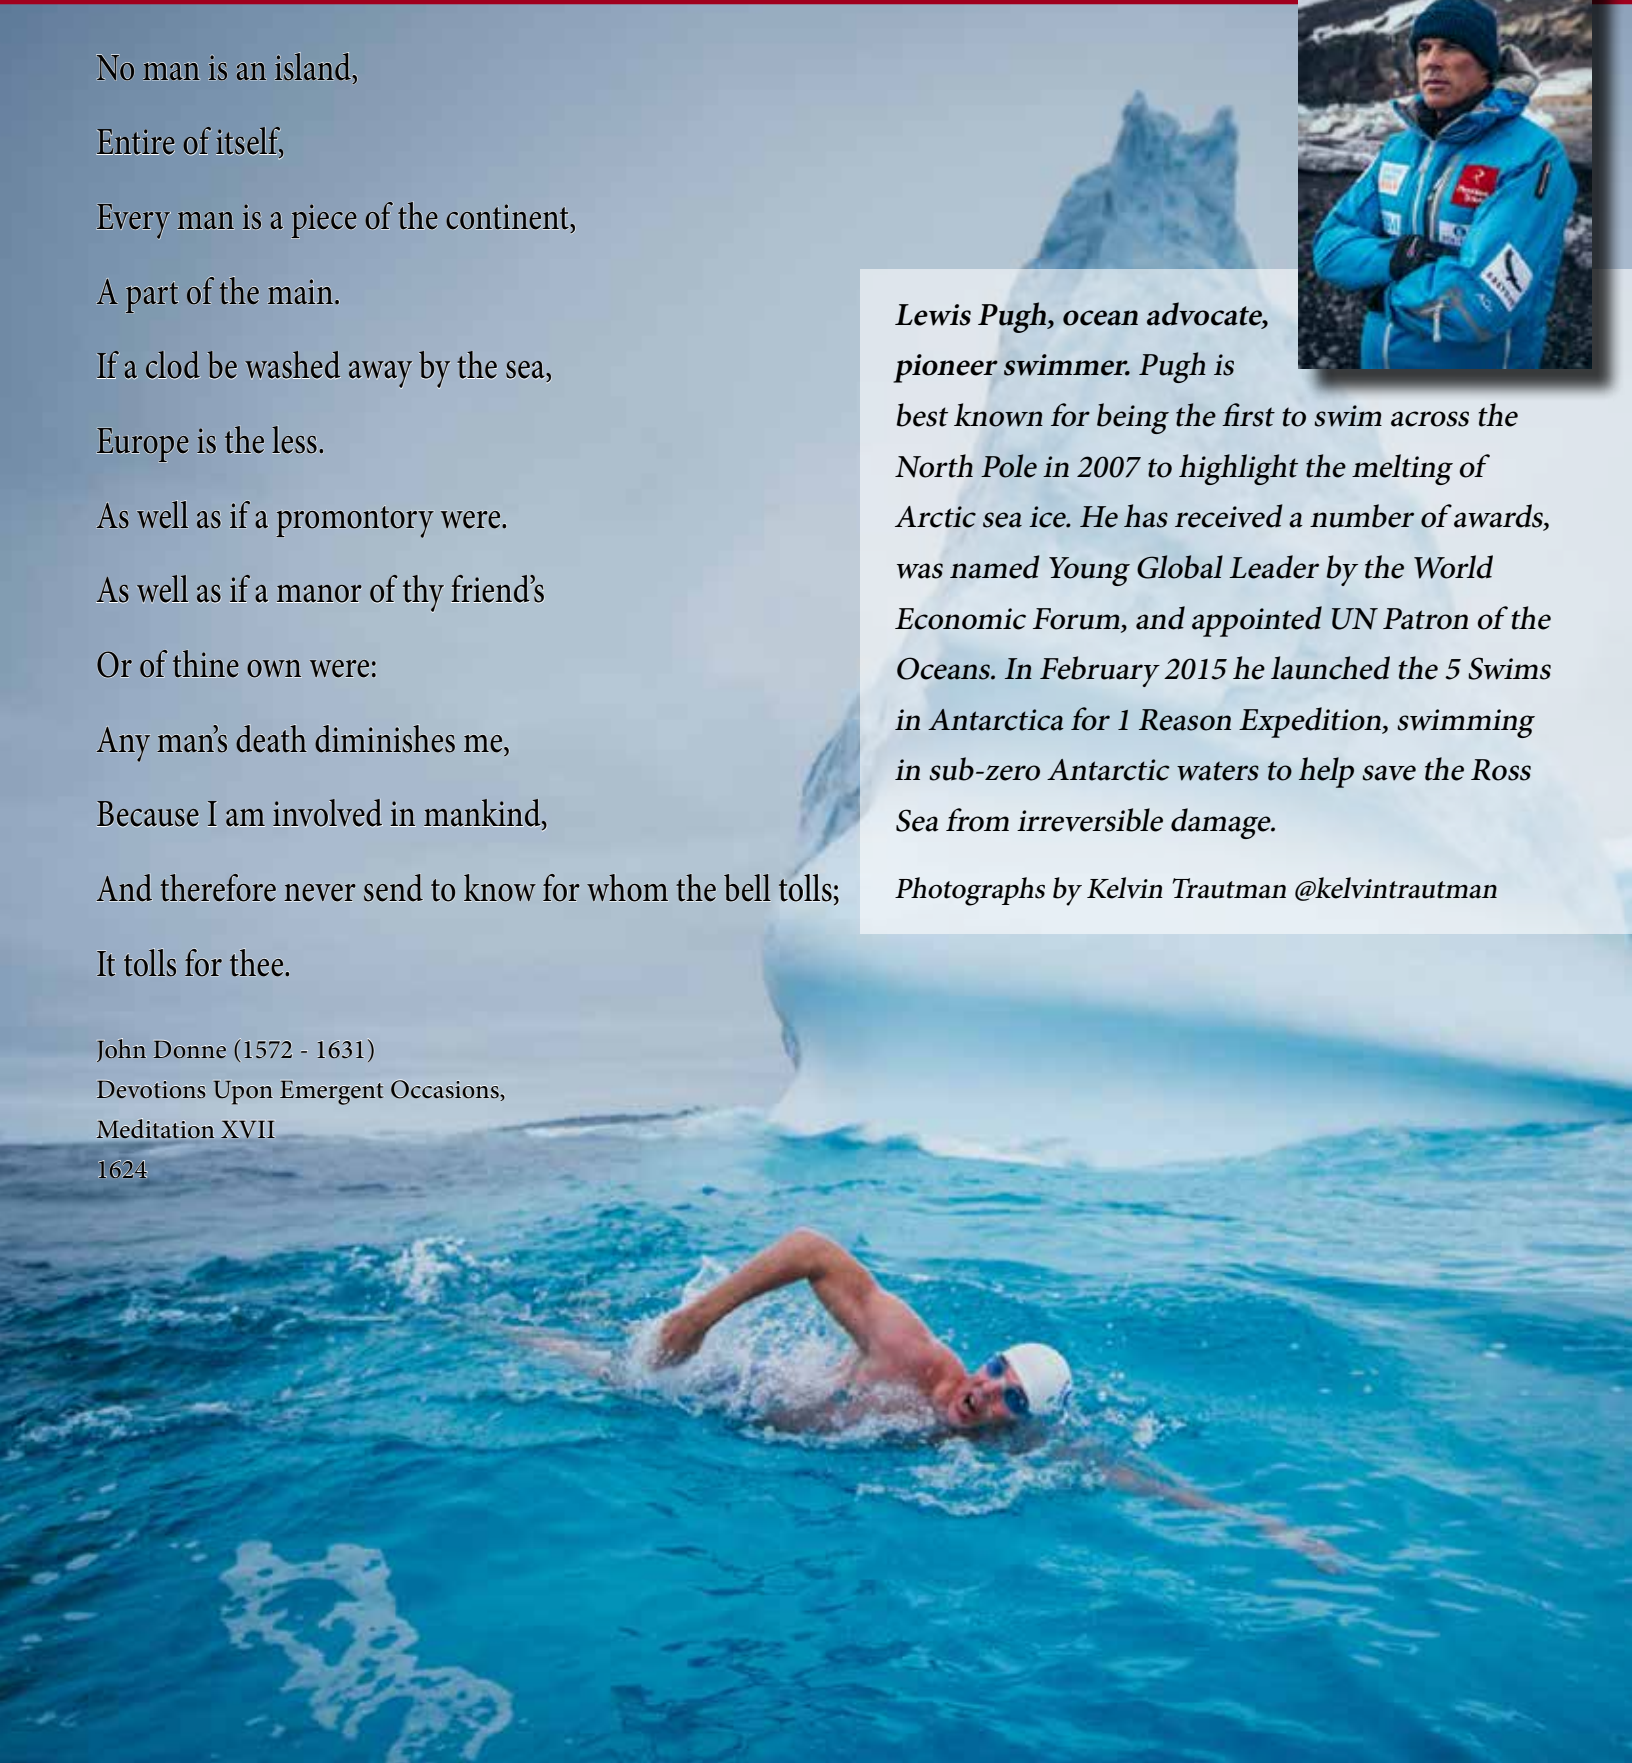 No man is an island,
Entire of itself,
Every man is a piece of the continent,
A part of the main.
If a clod be washed away by the sea,
Europe is the less.
As well as if a promontory were.
As well as if a manor of thy friend's
Or of thine own were:
Any man's death diminishes me,
Because I am involved in mankind,
And therefore never send to know for whom the bell tolls;
It tolls for thee.
John Donne (1572 - 1631)
Devotions Upon Emergent Occasions,
Meditation XVII
1624
Lewis Pugh, ocean advocate,
pioneer swimmer. Pugh is
best known for being the first to swim across the
North Pole in 2007 to highlight the melting of
Arctic sea ice. He has received a number of awards,
was named Young Global Leader by the World
Economic Forum, and appointed UN Patron of the
Oceans. In February 2015 he launched the 5 Swims
in Antarctica for 1 Reason Expedition, swimming
in sub-zero Antarctic waters to help save the Ross
Sea from irreversible damage.
Photographs by Kelvin Trautman @kelvintrautman